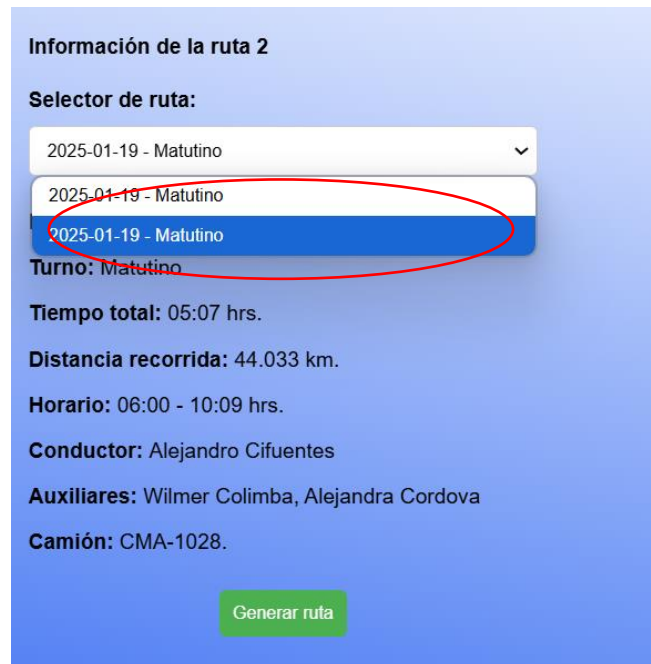 Información de la ruta 2
Selector de ruta:
2025-01-19 - Matutino
2025-01-19 - Matutino
2025-01-19 - Matutino
Turno: Matutino
Tiempo total: 05:07 hrs.
Distancia recorrida: 44.033 km.
Horario: 06:00 - 10:09 hrs.
Conductor: Alejandro Cifuentes
Auxiliares: Wilmer Colimba, Alejandra Cordova
Camión: CMA-1028.
Generar ruta